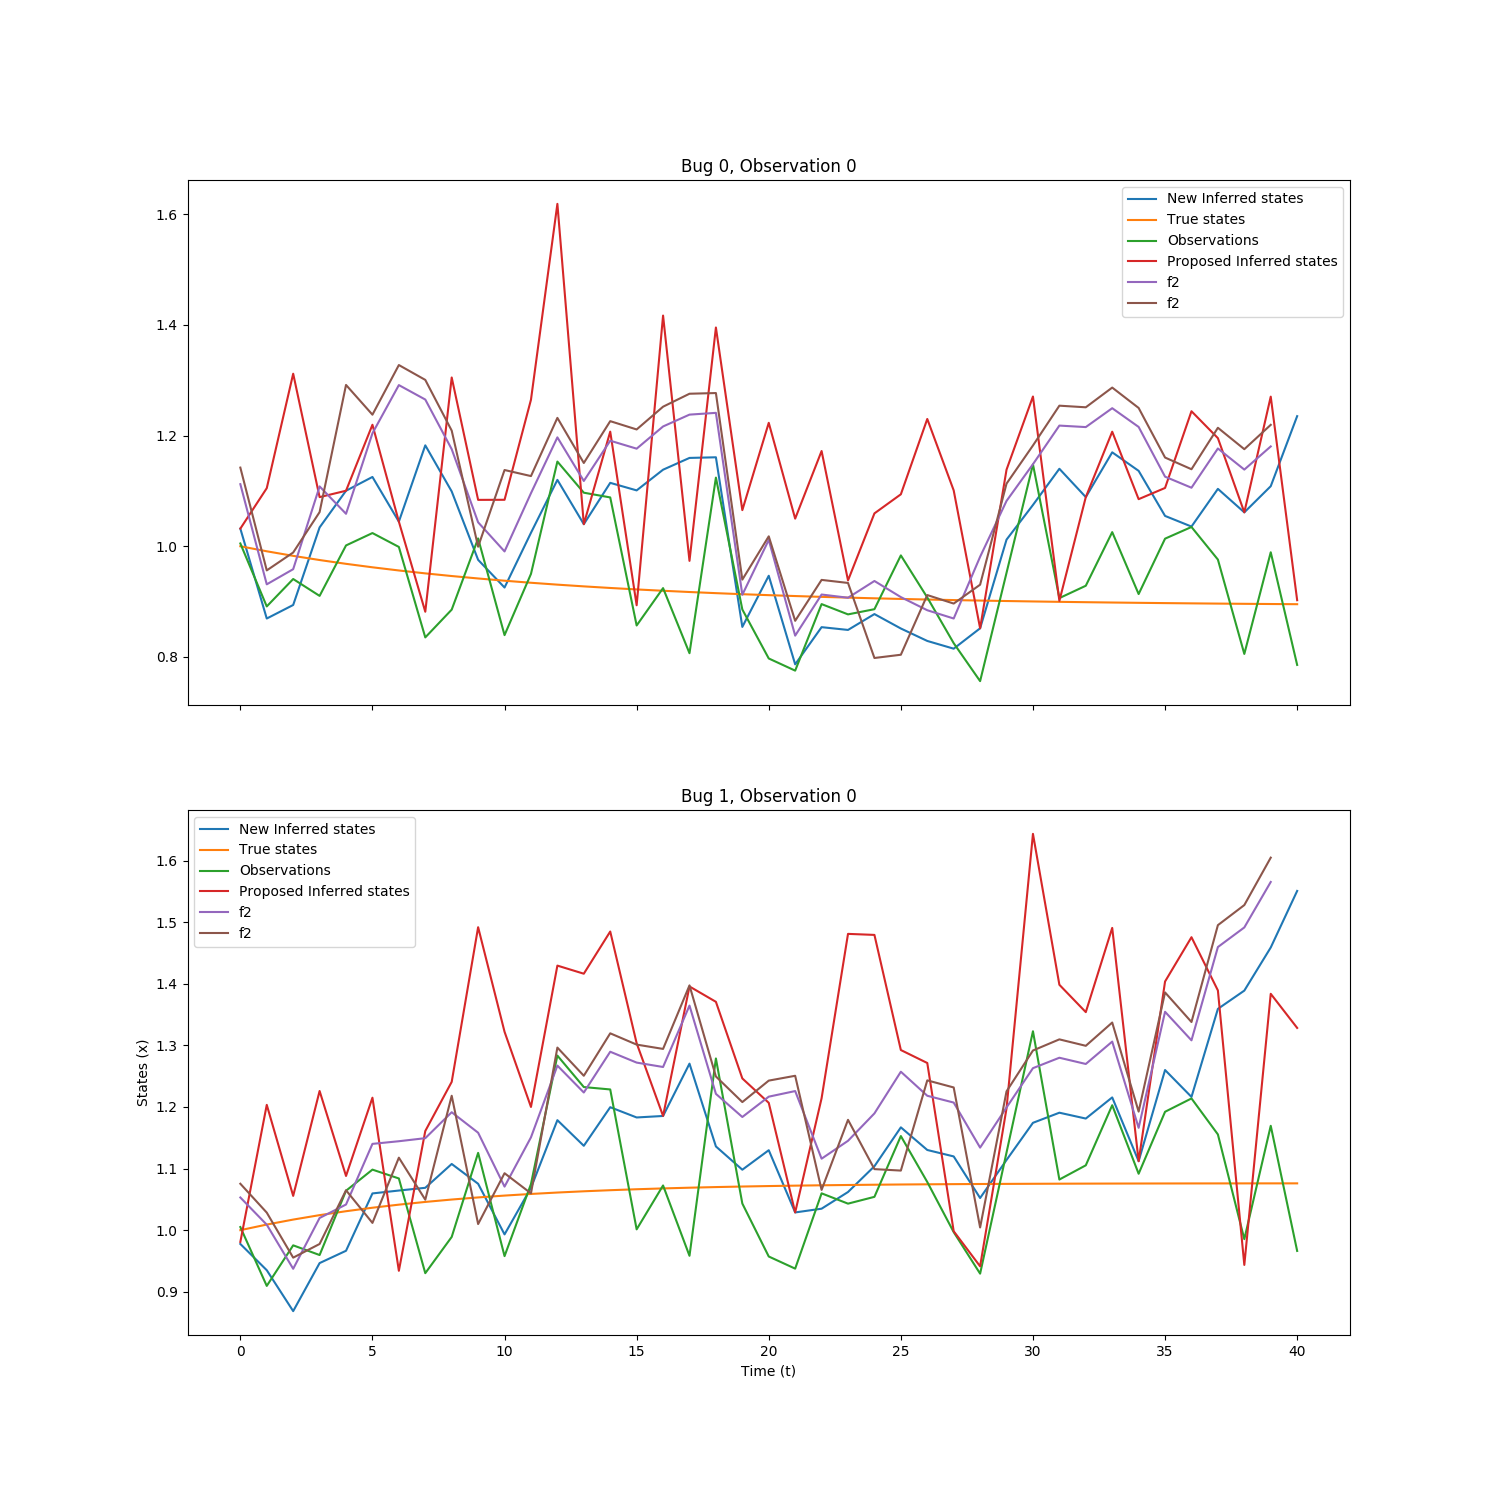 Bug 0, Observation 0
1.6
1.4
1.2
1.0
0.8
New Inferred states
True states
Observations
Proposed Inferred states
f2
f2
Bug 1, Observation 0
States (x)
1.6
1.5
1.4
1.3
1.2
1.1
1.0
0.9
New Inferred states
True states
Observations
Proposed Inferred states
f2
f2
0 5 10 15 20 25 30 35 40
Time (t)